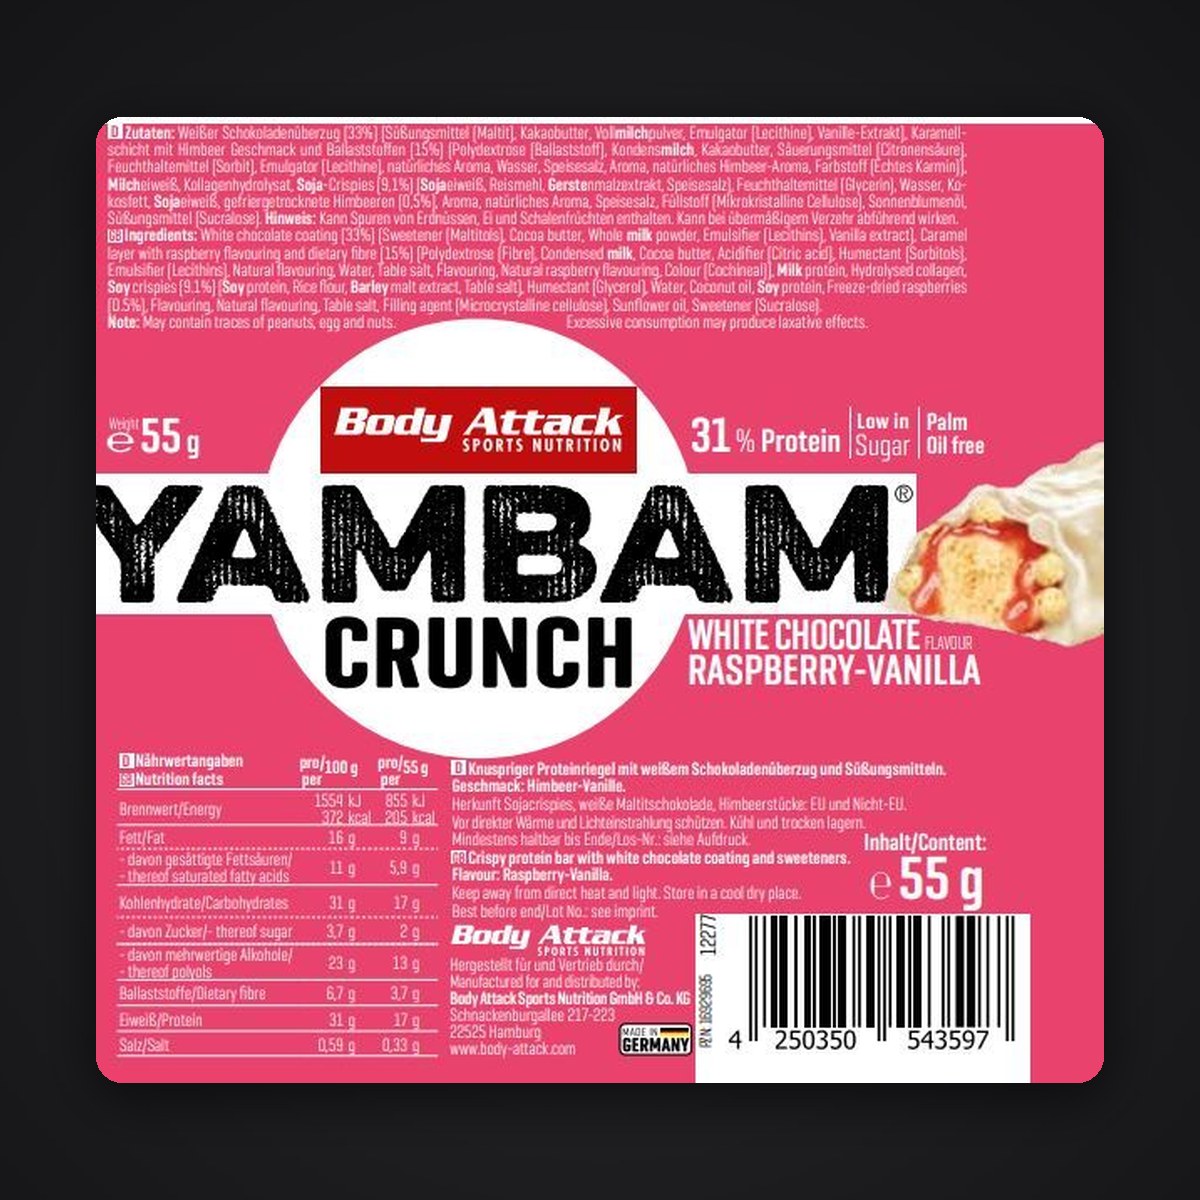 D Zutaten: Weißer Schokoladenüberzug (33%) (Süßungsmittel (Maltit), Kakaobutter, Vollmilchpulver, Emulgator (Lecithine), Vanille-Extrakt), Karamell-
schicht mit Himbeer Geschmack und Ballaststoffen (15%) (Polydextrose (Ballaststoff), Kondensmilch, Kakaobutter, Säuerungsmittel (Citronensäure),
Feuchthaltemittel (Sorbit), Emulgator (Lecithine), natürliches Aroma, Wasser, Speisesalz, Aroma, natürliches Himbeer-Aroma, Farbstoff (Echtes Karmin)),
Milcheiweiß, Kollagenhydrolysat, Soja-Crispies (9,1%) (Sojaeiweiß, Reismehl, Gerstenmalzextrakt, Speisesalz), Feuchthaltemittel (Glycerin), Wasser, Ko-
kosfett, Sojaeiweiß, gefriergetrocknete Himbeeren (0,5%), Aroma, natürliches Aroma, Speisesalz, Füllstoff (Mikrokristalline Cellulose), Sonnenblumenöl,
Süßungsmittel (Sucralose). Hinweis: Kann Spuren von Erdnüssen, Ei und Schalenfrüchten enthalten. Kann bei übermäßigem Verzehr abführend wirken.
GB Ingredients: White chocolate coating (33%) (Sweetener (Maltitols), Cocoa butter, Whole milk powder, Emulsifier (Lecithins), Vanilla extract), Caramel
layer with raspberry flavouring and dietary fibre (15%) (Polydextrose (Fibre), Condensed milk, Cocoa butter, Acidifier (Citric acid), Humectant (Sorbitols),
Emulsifier (Lecithins), Natural flavouring, Water, Table salt, Flavouring, Natural raspberry flavouring, Colour (Cochineal)), Milk protein, Hydrolysed collagen,
Soy crispies (9.1%) (Soy protein, Rice flour, Barley malt extract, Table salt), Humectant (Glycerol), Water, Coconut oil, Soy protein, Freeze-dried raspberries
(0.5%), Flavouring, Natural flavouring, Table salt, Filling agent (Microcrystalline cellulose), Sunflower oil, Sweetener (Sucralose).
Note: May contain traces of peanuts, egg and nuts. Excessive consumption may produce laxative effects.
Weight
℮ 55 g
Body Attack
SPORTS NUTRITION
31 % Protein
Low in
Sugar
Palm
Oil free
YAMBAM®
CRUNCH
WHITE CHOCOLATE FLAVOUR
RASPBERRY-VANILLA
D Nährwertangaben
GB Nutrition facts
pro/per 100 g pro/per 55 g
Brennwert/Energy 1554 kJ 855 kJ
372 kcal 205 kcal
Fett/Fat 16 g 9 g
- davon gesättigte Fettsäuren/
- thereof saturated fatty acids 11 g 5,9 g
Kohlenhydrate/Carbohydrates 31 g 17 g
- davon Zucker/- thereof sugar 3,7 g 2 g
- davon mehrwertige Alkohole/
- thereof polyols 23 g 13 g
Ballaststoffe/Dietary fibre 6,7 g 3,7 g
Eiweiß/Protein 31 g 17 g
Salz/Salt 0,59 g 0,33 g
D Knuspriger Proteinriegel mit weißem Schokoladenüberzug und Süßungsmitteln.
Geschmack: Himbeer-Vanille.
Herkunft Sojacrispies, weiße Maltitschokolade, Himbeerstücke: EU und Nicht-EU.
Vor direkter Wärme und Lichteinstrahlung schützen. Kühl und trocken lagern.
Mindestens haltbar bis Ende/Los-Nr.: siehe Aufdruck.
GB Crispy protein bar with white chocolate coating and sweeteners.
Flavour: Raspberry-Vanilla.
Keep away from direct heat and light. Store in a cool dry place.
Best before end/Lot No.: see imprint.
Inhalt/Content:
℮ 55 g
Body Attack
SPORTS NUTRITION
Hergestellt für und Vertrieb durch/
Manufactured for and distributed by:
Body Attack Sports Nutrition GmbH & Co. KG
Schnackenburgallee 217-223
22525 Hamburg
www.body-attack.com
MADE IN
GERMANY
PZN: 16929695
12277
4 250350 543597